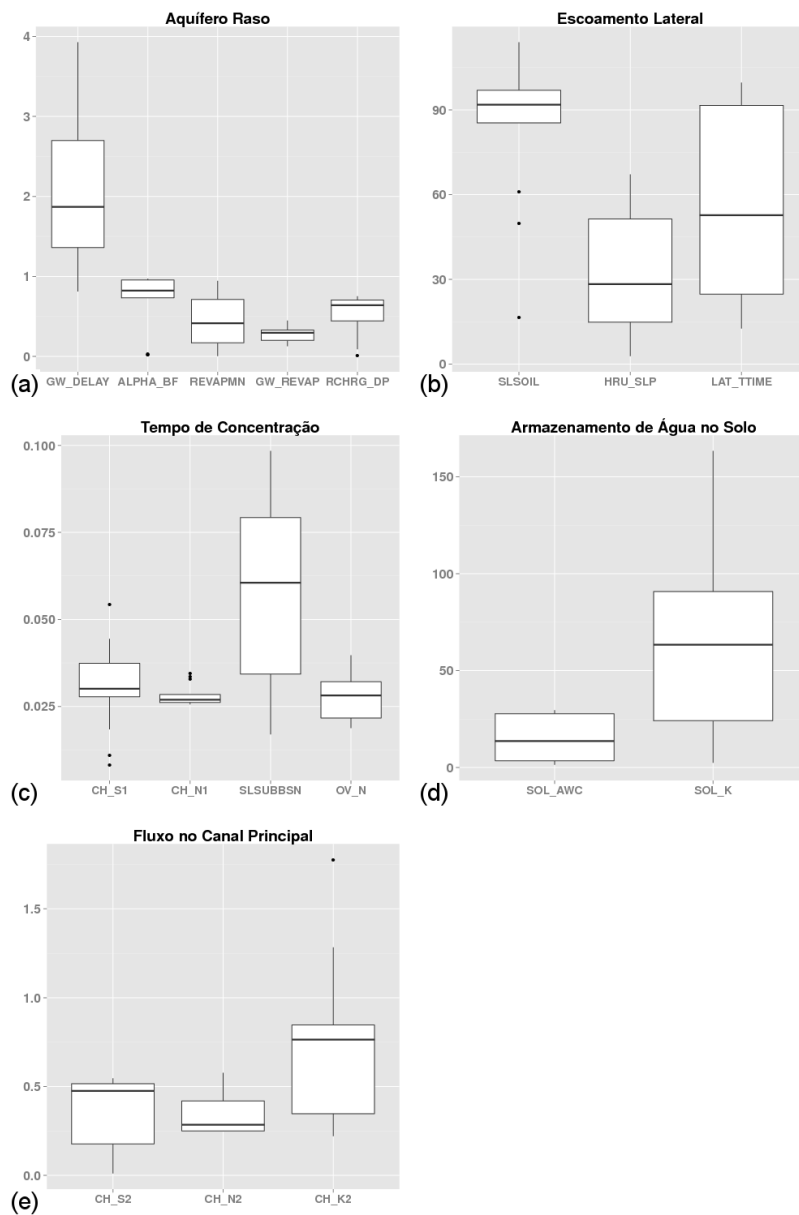 Aquífero Raso
4
3
2
1
0
GW_DELAY ALPHA_BF REVAPMN GW_REVAP RCHRG_DP
(a)
Escoamento Lateral
90
60
30
0
SLSOIL HRU_SLP LAT_TTIME
(b)
Tempo de Concentração
0.100
0.075
0.050
0.025
CH_S1 CH_N1 SLSUBBSN OV_N
(c)
Armazenamento de Água no Solo
150
100
50
0
SOL_AWC SOL_K
(d)
Fluxo no Canal Principal
1.5
1.0
0.5
0.0
CH_S2 CH_N2 CH_K2
(e)